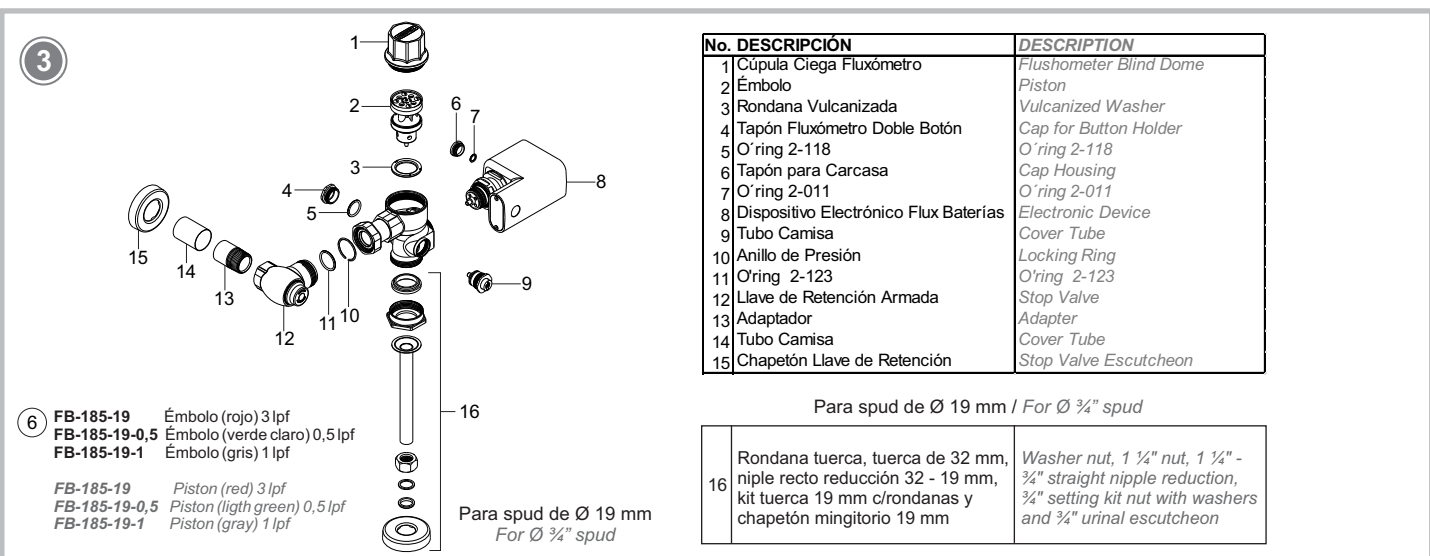 3
1
2
3
4
5
6
7
8
9
10
11
12
13
14
15
16
6 FB-185-19 Émbolo (rojo) 3 lpf
FB-185-19-0,5 Émbolo (verde claro) 0,5 lpf
FB-185-19-1 Émbolo (gris) 1 lpf
FB-185-19 Piston (red) 3 lpf
FB-185-19-0,5 Piston (ligth green) 0,5 lpf
FB-185-19-1 Piston (gray) 1 lpf
Para spud de Ø 19 mm
For Ø ¾” spud
No. DESCRIPCIÓN DESCRIPTION
1 Cúpula Ciega Fluxómetro Flushometer Blind Dome
2 Émbolo Piston
3 Rondana Vulcanizada Vulcanized Washer
4 Tapón Fluxómetro Doble Botón Cap for Button Holder
5 O´ring 2-118 O´ring 2-118
6 Tapón para Carcasa Cap Housing
7 O´ring 2-011 O´ring 2-011
8 Dispositivo Electrónico Flux Baterías Electronic Device
9 Tubo Camisa Cover Tube
10 Anillo de Presión Locking Ring
11 O'ring 2-123 O'ring 2-123
12 Llave de Retención Armada Stop Valve
13 Adaptador Adapter
14 Tubo Camisa Cover Tube
15 Chapetón Llave de Retención Stop Valve Escutcheon
Para spud de Ø 19 mm / For Ø ¾” spud
16
Rondana tuerca, tuerca de 32 mm,
niple recto reducción 32 - 19 mm,
kit tuerca 19 mm c/rondanas y
chapetón mingitorio 19 mm
Washer nut, 1 ¼" nut, 1 ¼" -
¾" straight nipple reduction,
¾" setting kit nut with washers
and ¾" urinal escutcheon